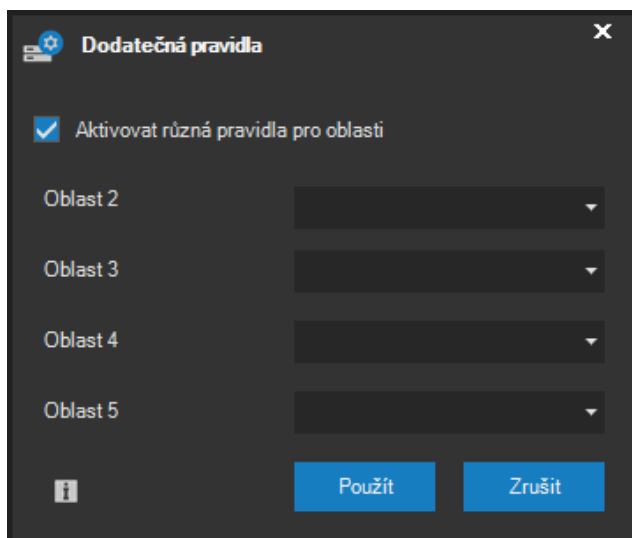 Dodatečná pravidla
Aktivovat různá pravidla pro oblasti
Oblast 2
Oblast 3
Oblast 4
Oblast 5
Použít Zrušit